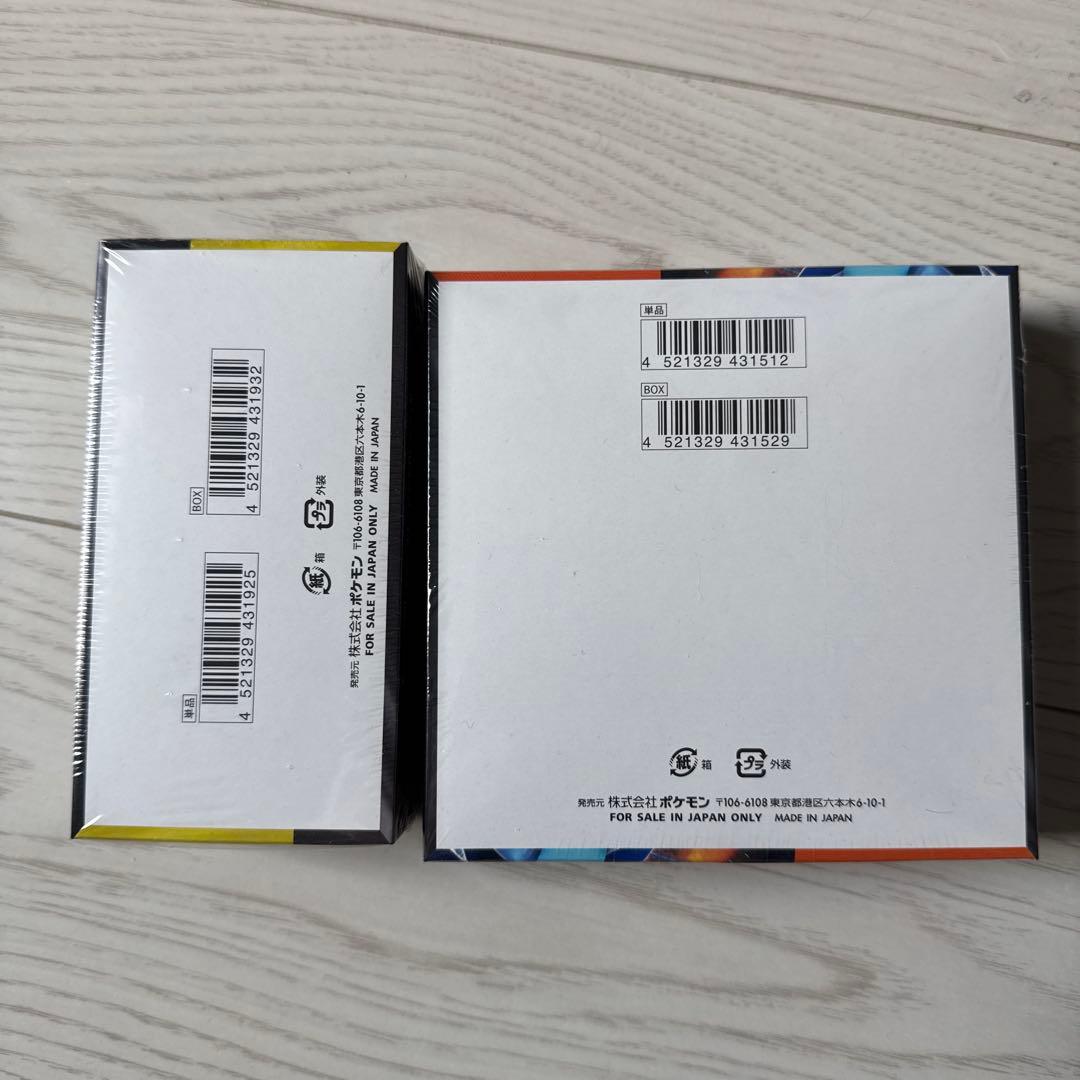 BOX
4 521329 431932
単品
4 521329 431925
プラ 外装
紙 箱
発売元 株式会社ポケモン 〒106-6108 東京都港区六本木6-10-1
FOR SALE IN JAPAN ONLY MADE IN JAPAN
単品
4 521329 431512
BOX
4 521329 431529
紙 箱 プラ 外装
発売元 株式会社ポケモン 〒106-6108 東京都港区六本木6-10-1
FOR SALE IN JAPAN ONLY MADE IN JAPAN